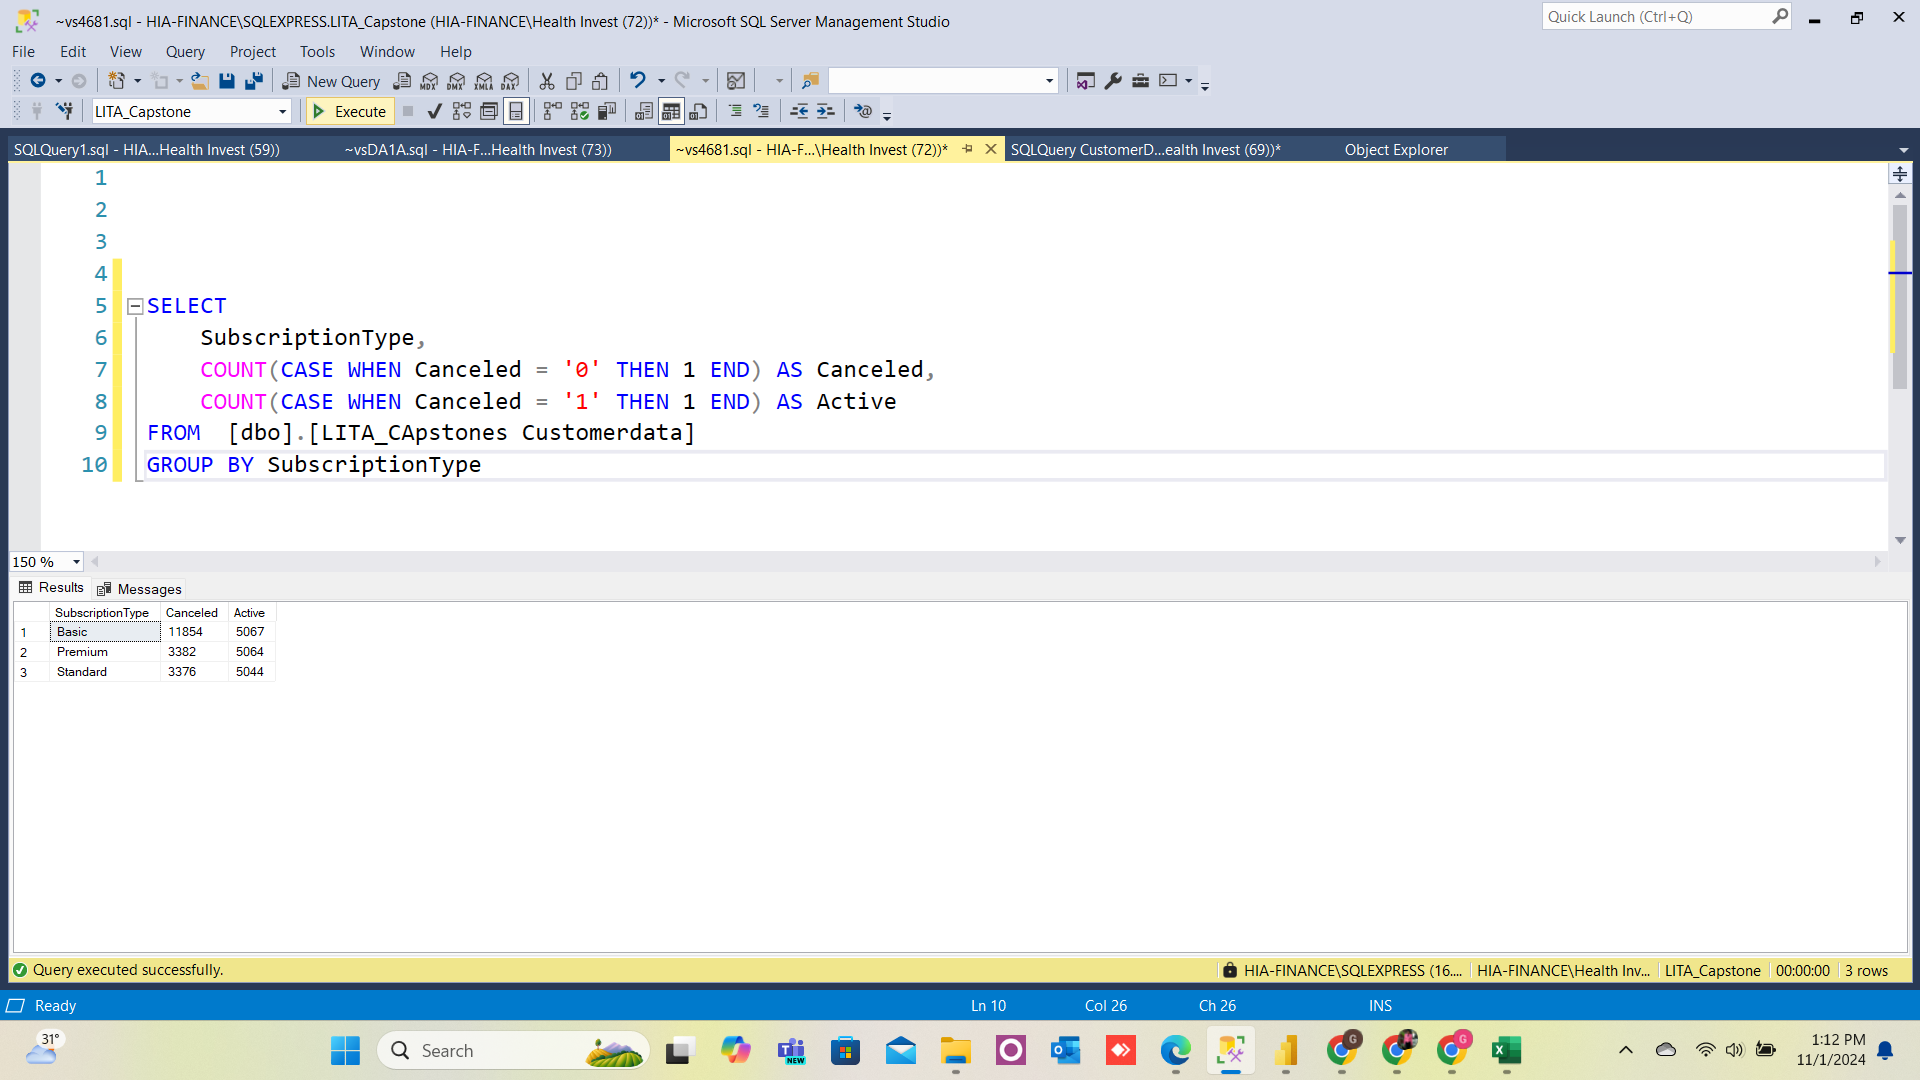 ~vs4681.sql - HIA-FINANCE\SQLEXPRESS.LITA_Capstone (HIA-FINANCE\Health Invest (72))* - Microsoft SQL Server Management Studio
Quick Launch (Ctrl+Q)
File Edit View Query Project Tools Window Help
New Query
MDX DMX XMLA DAX
LITA_Capstone
Execute
SQLQuery1.sql - HIA...Health Invest (59))
~vsDA1A.sql - HIA-F...Health Invest (73))
~vs4681.sql - HIA-F...\Health Invest (72))*
SQLQuery CustomerD...ealth Invest (69))*
Object Explorer
1
2
3
4
5 SELECT
6 SubscriptionType,
7 COUNT(CASE WHEN Canceled = '0' THEN 1 END) AS Canceled,
8 COUNT(CASE WHEN Canceled = '1' THEN 1 END) AS Active
9 FROM  [dbo].[LITA_CApstones Customerdata]
10 GROUP BY SubscriptionType
150 %
Results Messages
SubscriptionType Canceled Active
1 Basic 11854 5067
2 Premium 3382 5064
3 Standard 3376 5044
Query executed successfully.
HIA-FINANCE\SQLEXPRESS (16.... HIA-FINANCE\Health Inv... LITA_Capstone 00:00:00 3 rows
Ready
Ln 10 Col 26 Ch 26 INS
31°
Search
NEW
G
G
1:12 PM
11/1/2024